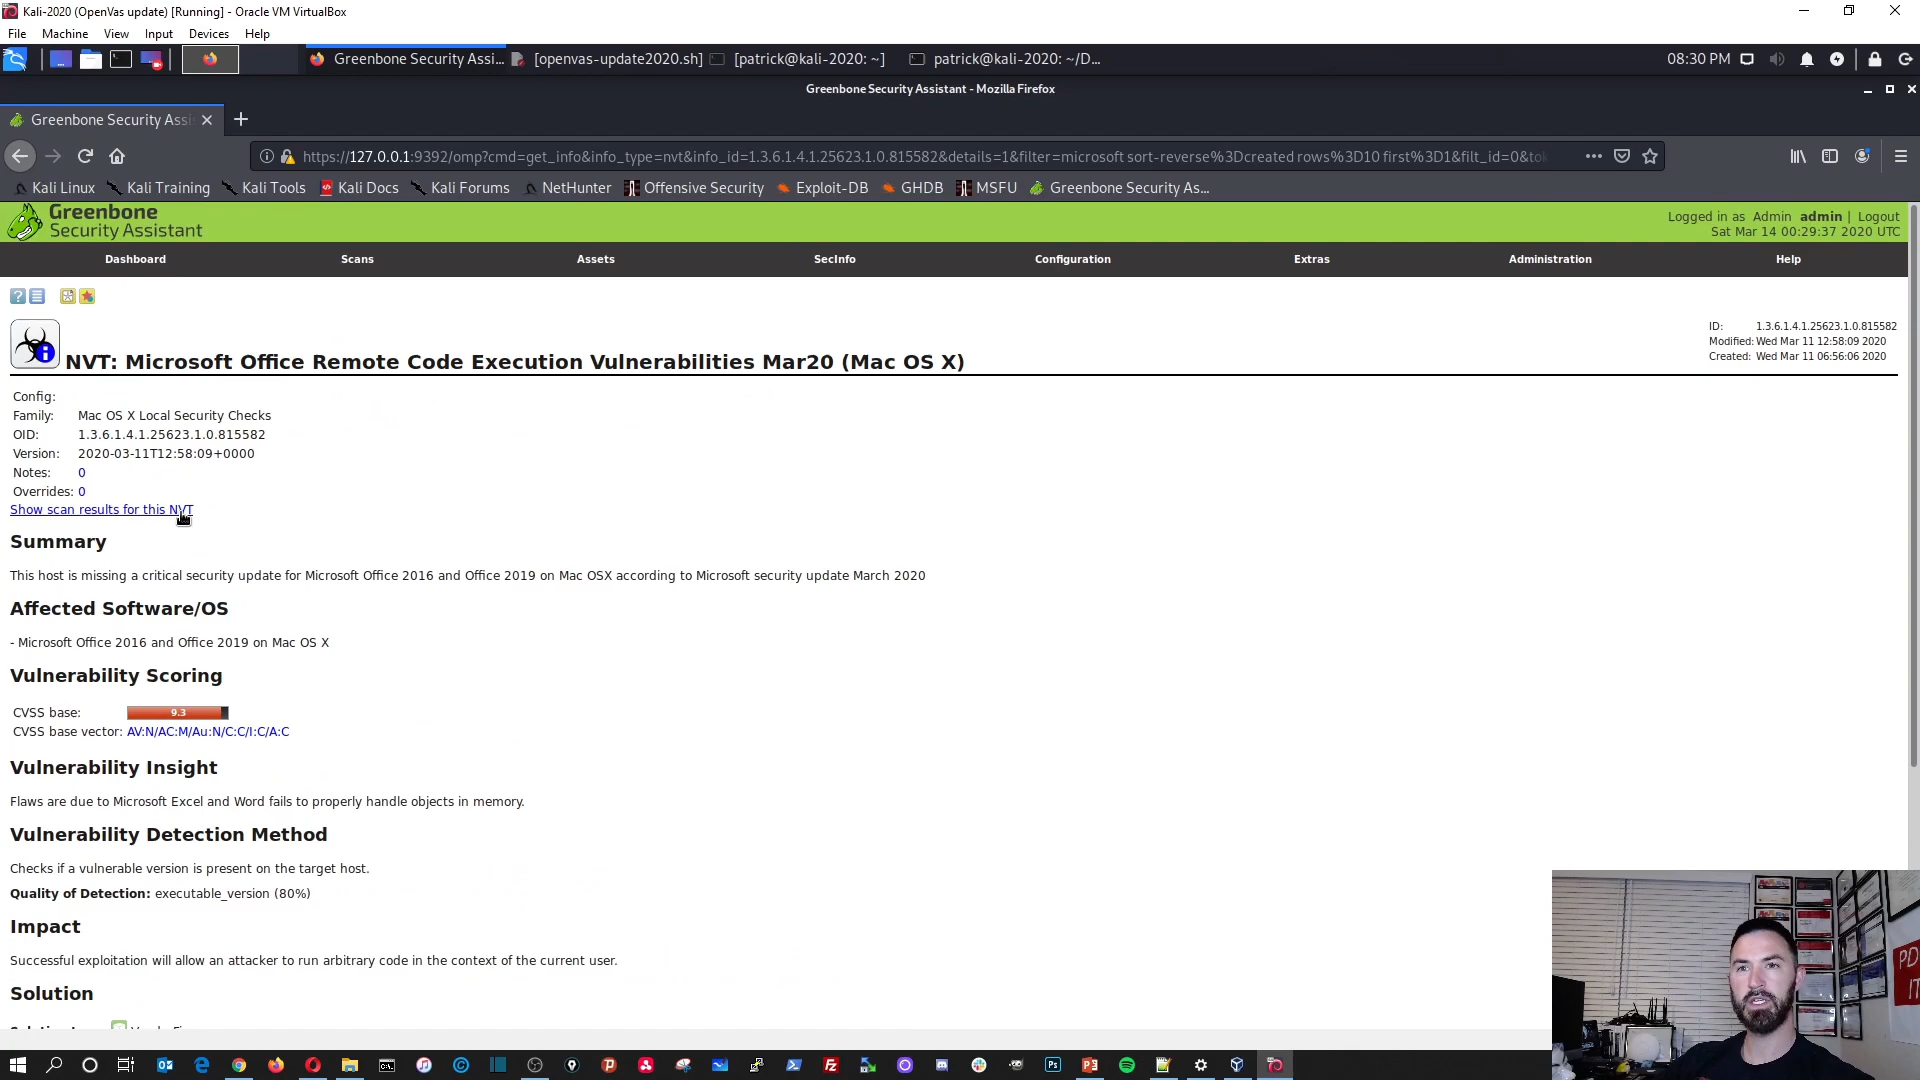 Kali-2020 (OpenVas update) [Running] - Oracle VM VirtualBox
File Machine View Input Devices Help
Greenbone Security Assi... [openvas-update2020.sh] [patrick@kali-2020: ~] patrick@kali-2020: ~/D... 08:30 PM
Greenbone Security Assistant - Mozilla Firefox
Greenbone Security Assi
https://127.0.0.1:9392/omp?cmd=get_info&info_type=nvt&info_id=1.3.6.1.4.1.25623.1.0.815582&details=1&filter=microsoft sort-reverse%3Dcreated rows%3D10 first%3D1&filt_id=0&tok
Kali Linux Kali Training Kali Tools Kali Docs Kali Forums NetHunter Offensive Security Exploit-DB GHDB MSFU Greenbone Security As...
Greenbone
Security Assistant
Logged in as Admin admin | Logout
Sat Mar 14 00:29:37 2020 UTC
Dashboard Scans Assets SecInfo Configuration Extras Administration Help
NVT: Microsoft Office Remote Code Execution Vulnerabilities Mar20 (Mac OS X)
ID: 1.3.6.1.4.1.25623.1.0.815582
Modified: Wed Mar 11 12:58:09 2020
Created: Wed Mar 11 06:56:06 2020
Config:
Family: Mac OS X Local Security Checks
OID: 1.3.6.1.4.1.25623.1.0.815582
Version: 2020-03-11T12:58:09+0000
Notes: 0
Overrides: 0
Show scan results for this NVT
Summary
This host is missing a critical security update for Microsoft Office 2016 and Office 2019 on Mac OSX according to Microsoft security update March 2020
Affected Software/OS
- Microsoft Office 2016 and Office 2019 on Mac OS X
Vulnerability Scoring
CVSS base: 9.3
CVSS base vector: AV:N/AC:M/Au:N/C:C/I:C/A:C
Vulnerability Insight
Flaws are due to Microsoft Excel and Word fails to properly handle objects in memory.
Vulnerability Detection Method
Checks if a vulnerable version is present on the target host.
Quality of Detection: executable_version (80%)
Impact
Successful exploitation will allow an attacker to run arbitrary code in the context of the current user.
Solution